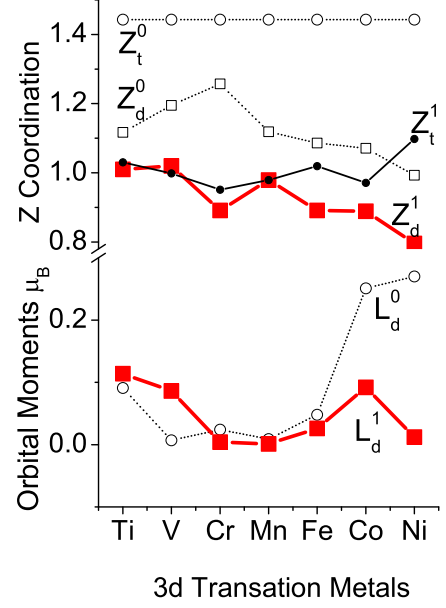 1.4
1.2
1.0
0.8
0.2
0.0
Z Coordination
Orbital Moments μ_B
Z_t^0
Z_d^0
Z_t^1
Z_d^1
L_d^0
L_d^1
Ti V Cr Mn Fe Co Ni
3d Transation Metals